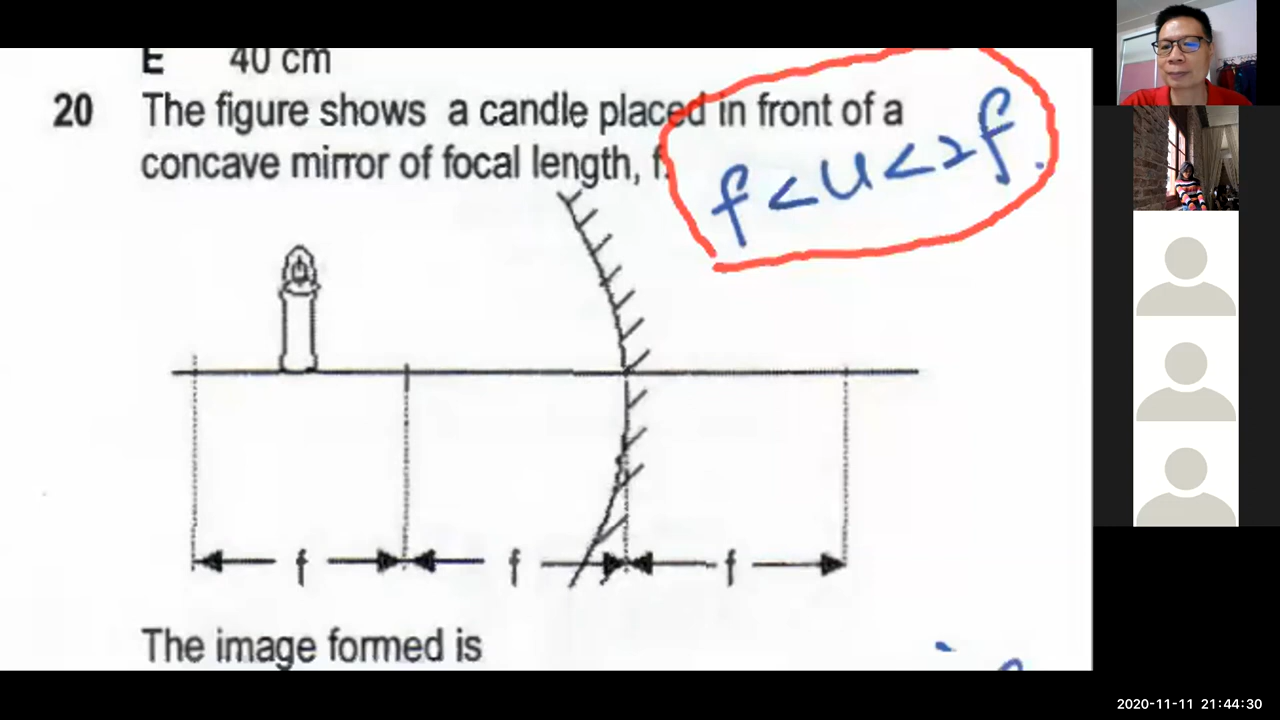 E 40 cm
20 The figure shows a candle placed in front of a
concave mirror of focal length, f.
f < u < 2f
f f f
The image formed is
2020-11-11 21:44:30